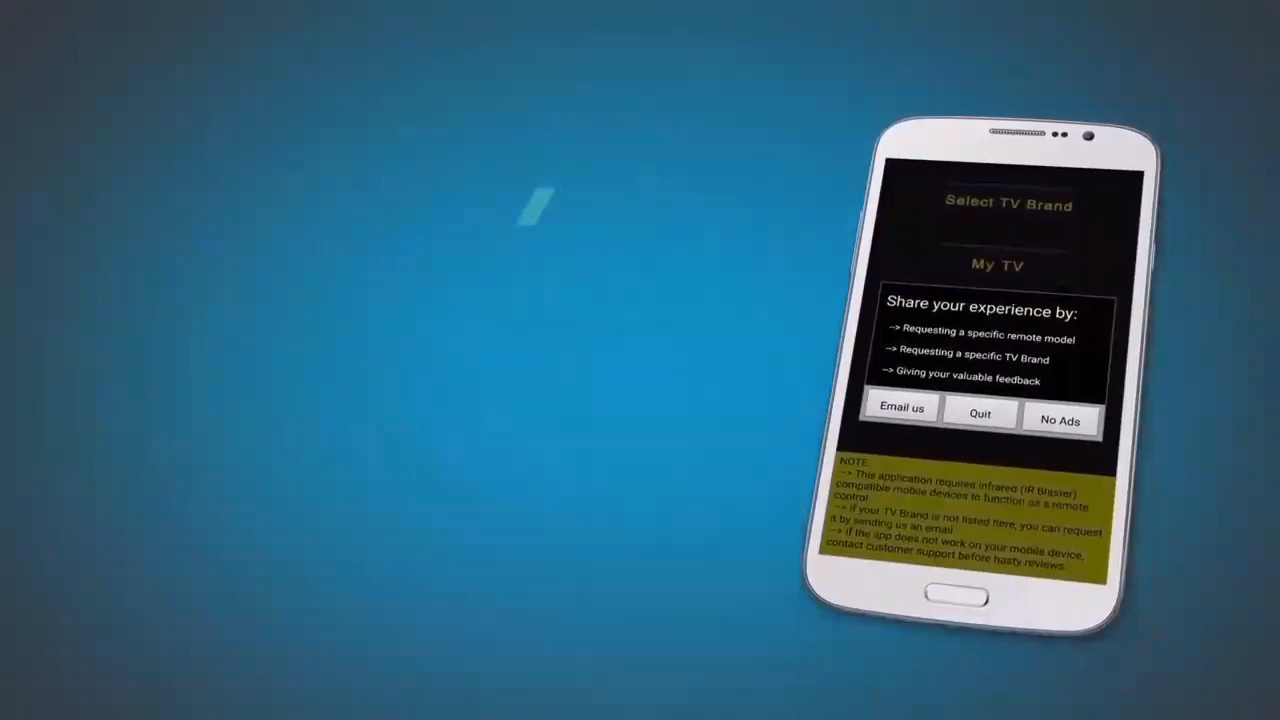 Select TV Brand
My TV
Share your experience by:
--> Requesting a specific remote model
--> Requesting a specific TV Brand
--> Giving your valuable feedback
Email us
Quit
No Ads
NOTE:
--> This application requires infrared (IR Blaster)
compatible mobile devices to function as a remote
control
--> If your TV Brand is not listed here, you can request
it by sending us an email
--> If the app does not work on your mobile device,
contact customer support before hasty reviews.